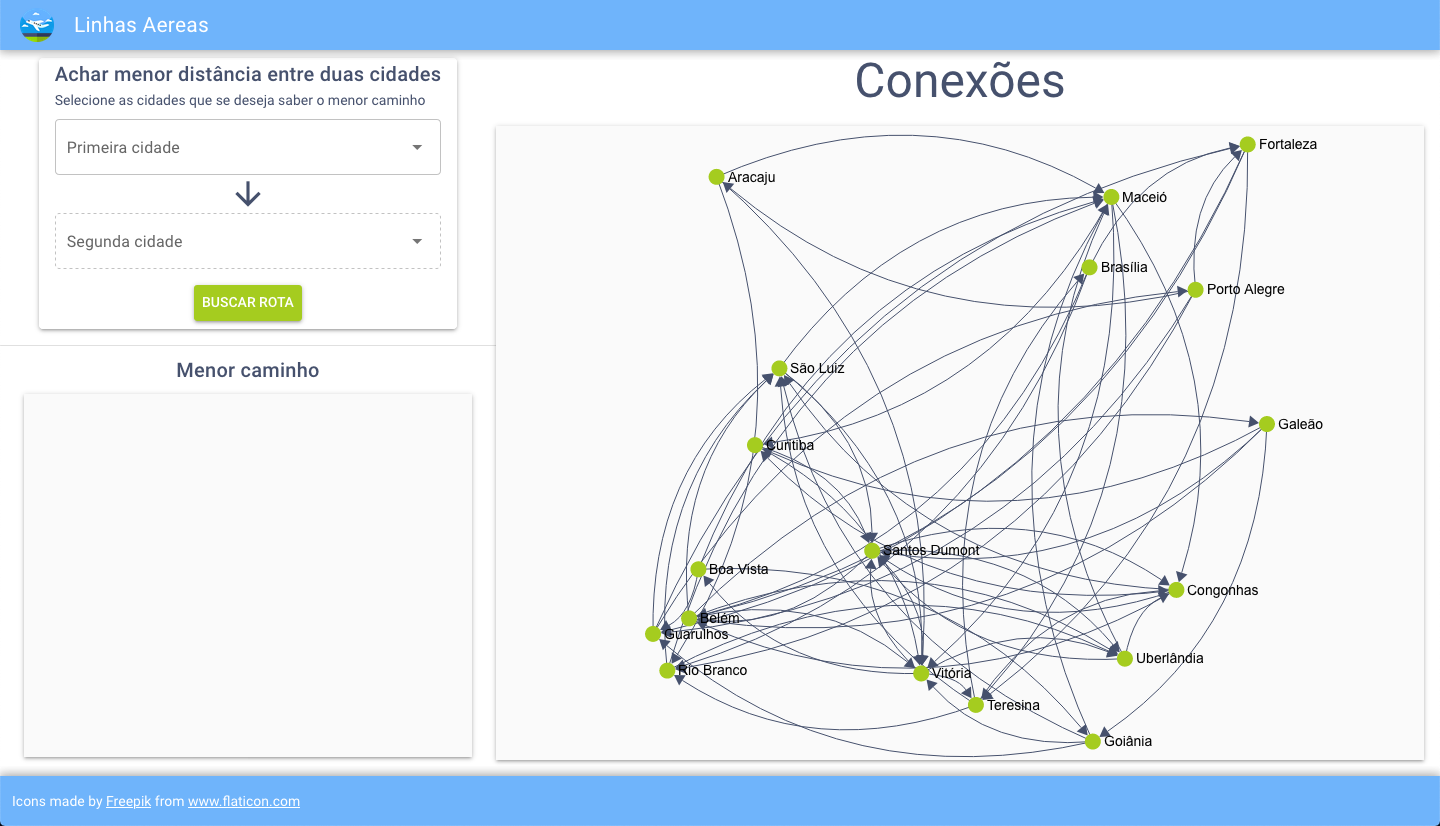 Linhas Aereas
Achar menor distância entre duas cidades
Selecione as cidades que se deseja saber o menor caminho
Primeira cidade
Segunda cidade
BUSCAR ROTA
Menor caminho
Conexões
Fortaleza
Aracaju
Maceió
Brasília
Porto Alegre
São Luiz
Galeão
Curitiba
Santos Dumont
Boa Vista
Congonhas
Belém
Guarulhos
Uberlândia
Rio Branco
Vitória
Teresina
Goiânia
Icons made by Freepik from www.flaticon.com